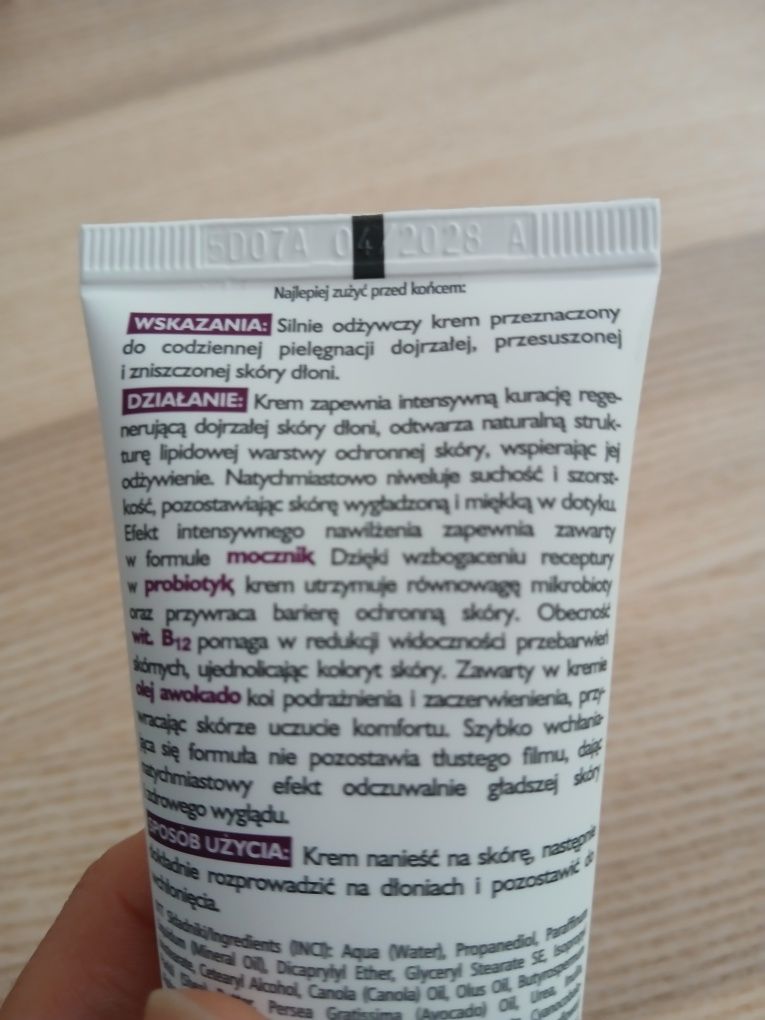 5D07A 04/2028 A
Najlepiej zużyć przed końcem:
WSKAZANIA: Silnie odżywczy krem przeznaczony
do codziennej pielęgnacji dojrzałej, przesuszonej
i zniszczonej skóry dłoni.
DZIAŁANIE: Krem zapewnia intensywną kurację rege-
nerującą dojrzałej skóry dłoni, odtwarza naturalną struk-
turę lipidowej warstwy ochronnej skóry, wspierając jej
odżywienie. Natychmiastowo niweluje suchość i szorst-
kość, pozostawiając skórę wygładzoną i miękką w dotyku.
Efekt intensywnego nawilżenia zapewnia zawarty
w formule mocznik. Dzięki wzbogaceniu receptury
w probiotyk, krem utrzymuje równowagę mikrobioty
oraz przywraca barierę ochronną skóry. Obecność
wit. B12 pomaga w redukcji widoczności przebarwień
skórnych, ujednolicając koloryt skóry. Zawarty w kremie
olej awokado koi podrażnienia i zaczerwienienia, przy-
wracając skórze uczucie komfortu. Szybko wchłania-
jąca się formuła nie pozostawia tłustego filmu, dając
natychmiastowy efekt odczuwalnie gładszej skóry
zdrowego wyglądu.
SPOSÓB UŻYCIA: Krem nanieść na skórę, następnie
dokładnie rozprowadzić na dłoniach i pozostawić do
wchłonięcia.
Składniki/Ingredients (INCI): Aqua (Water), Propanediol, Paraffinum
Liquidum (Mineral Oil), Dicaprylyl Ether, Glyceryl Stearate SE, Isopropyl
Cetearyl Alcohol, Canola (Canola) Oil, Olus Oil, Butyrospermum
Persea Gratissima (Avocado) Oil, Urea,